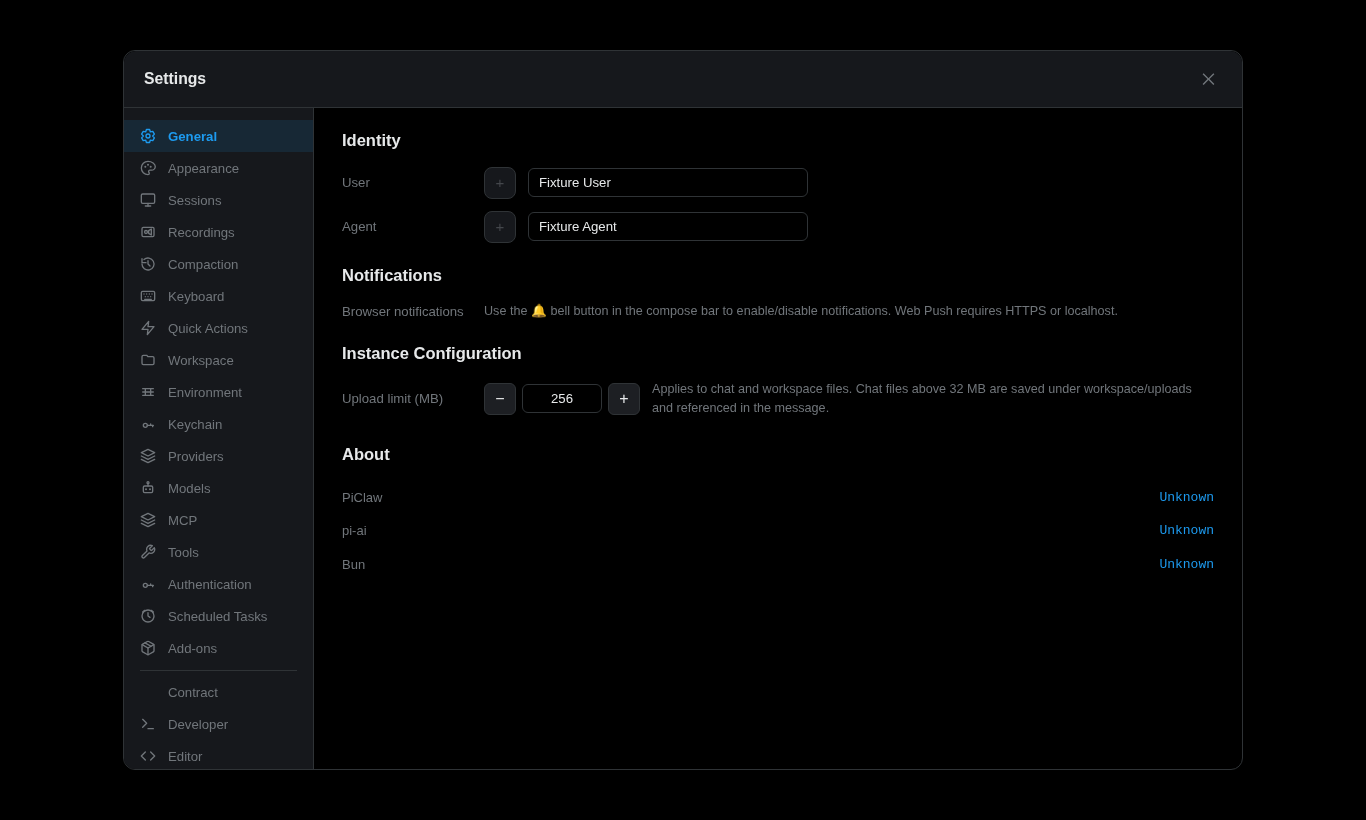 Settings
General
Appearance
Sessions
Recordings
Compaction
Keyboard
Quick Actions
Workspace
Environment
Keychain
Providers
Models
MCP
Tools
Authentication
Scheduled Tasks
Add-ons
Contract
Developer
Editor
Identity
User + Fixture User
Agent + Fixture Agent
Notifications
Browser notifications Use the 🔔 bell button in the compose bar to enable/disable notifications. Web Push requires HTTPS or localhost.
Instance Configuration
Upload limit (MB) − 256 + Applies to chat and workspace files. Chat files above 32 MB are saved under workspace/uploads
and referenced in the message.
About
PiClaw Unknown
pi-ai Unknown
Bun Unknown